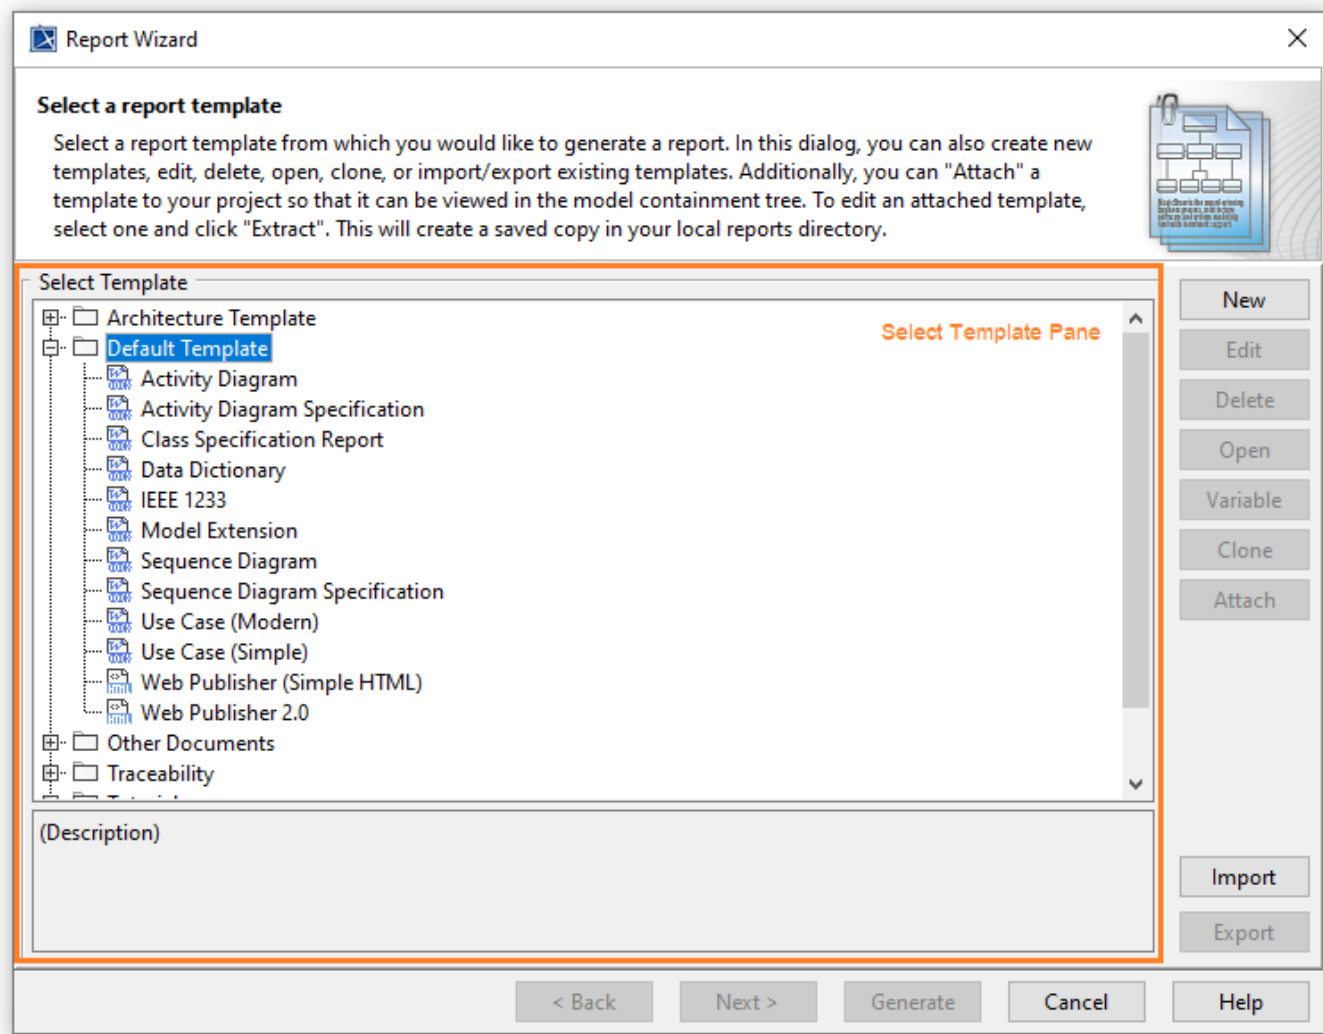 Report Wizard
Select a report template
Select a report template from which you would like to generate a report. In this dialog, you can also create new
templates, edit, delete, open, clone, or import/export existing templates. Additionally, you can "Attach" a
template to your project so that it can be viewed in the model containment tree. To edit an attached template,
select one and click "Extract". This will create a saved copy in your local reports directory.
Select Template
Select Template Pane
Architecture Template
Default Template
Activity Diagram
Activity Diagram Specification
Class Specification Report
Data Dictionary
IEEE 1233
Model Extension
Sequence Diagram
Sequence Diagram Specification
Use Case (Modern)
Use Case (Simple)
Web Publisher (Simple HTML)
Web Publisher 2.0
Other Documents
Traceability
(Description)
New
Edit
Delete
Open
Variable
Clone
Attach
Import
Export
< Back
Next >
Generate
Cancel
Help